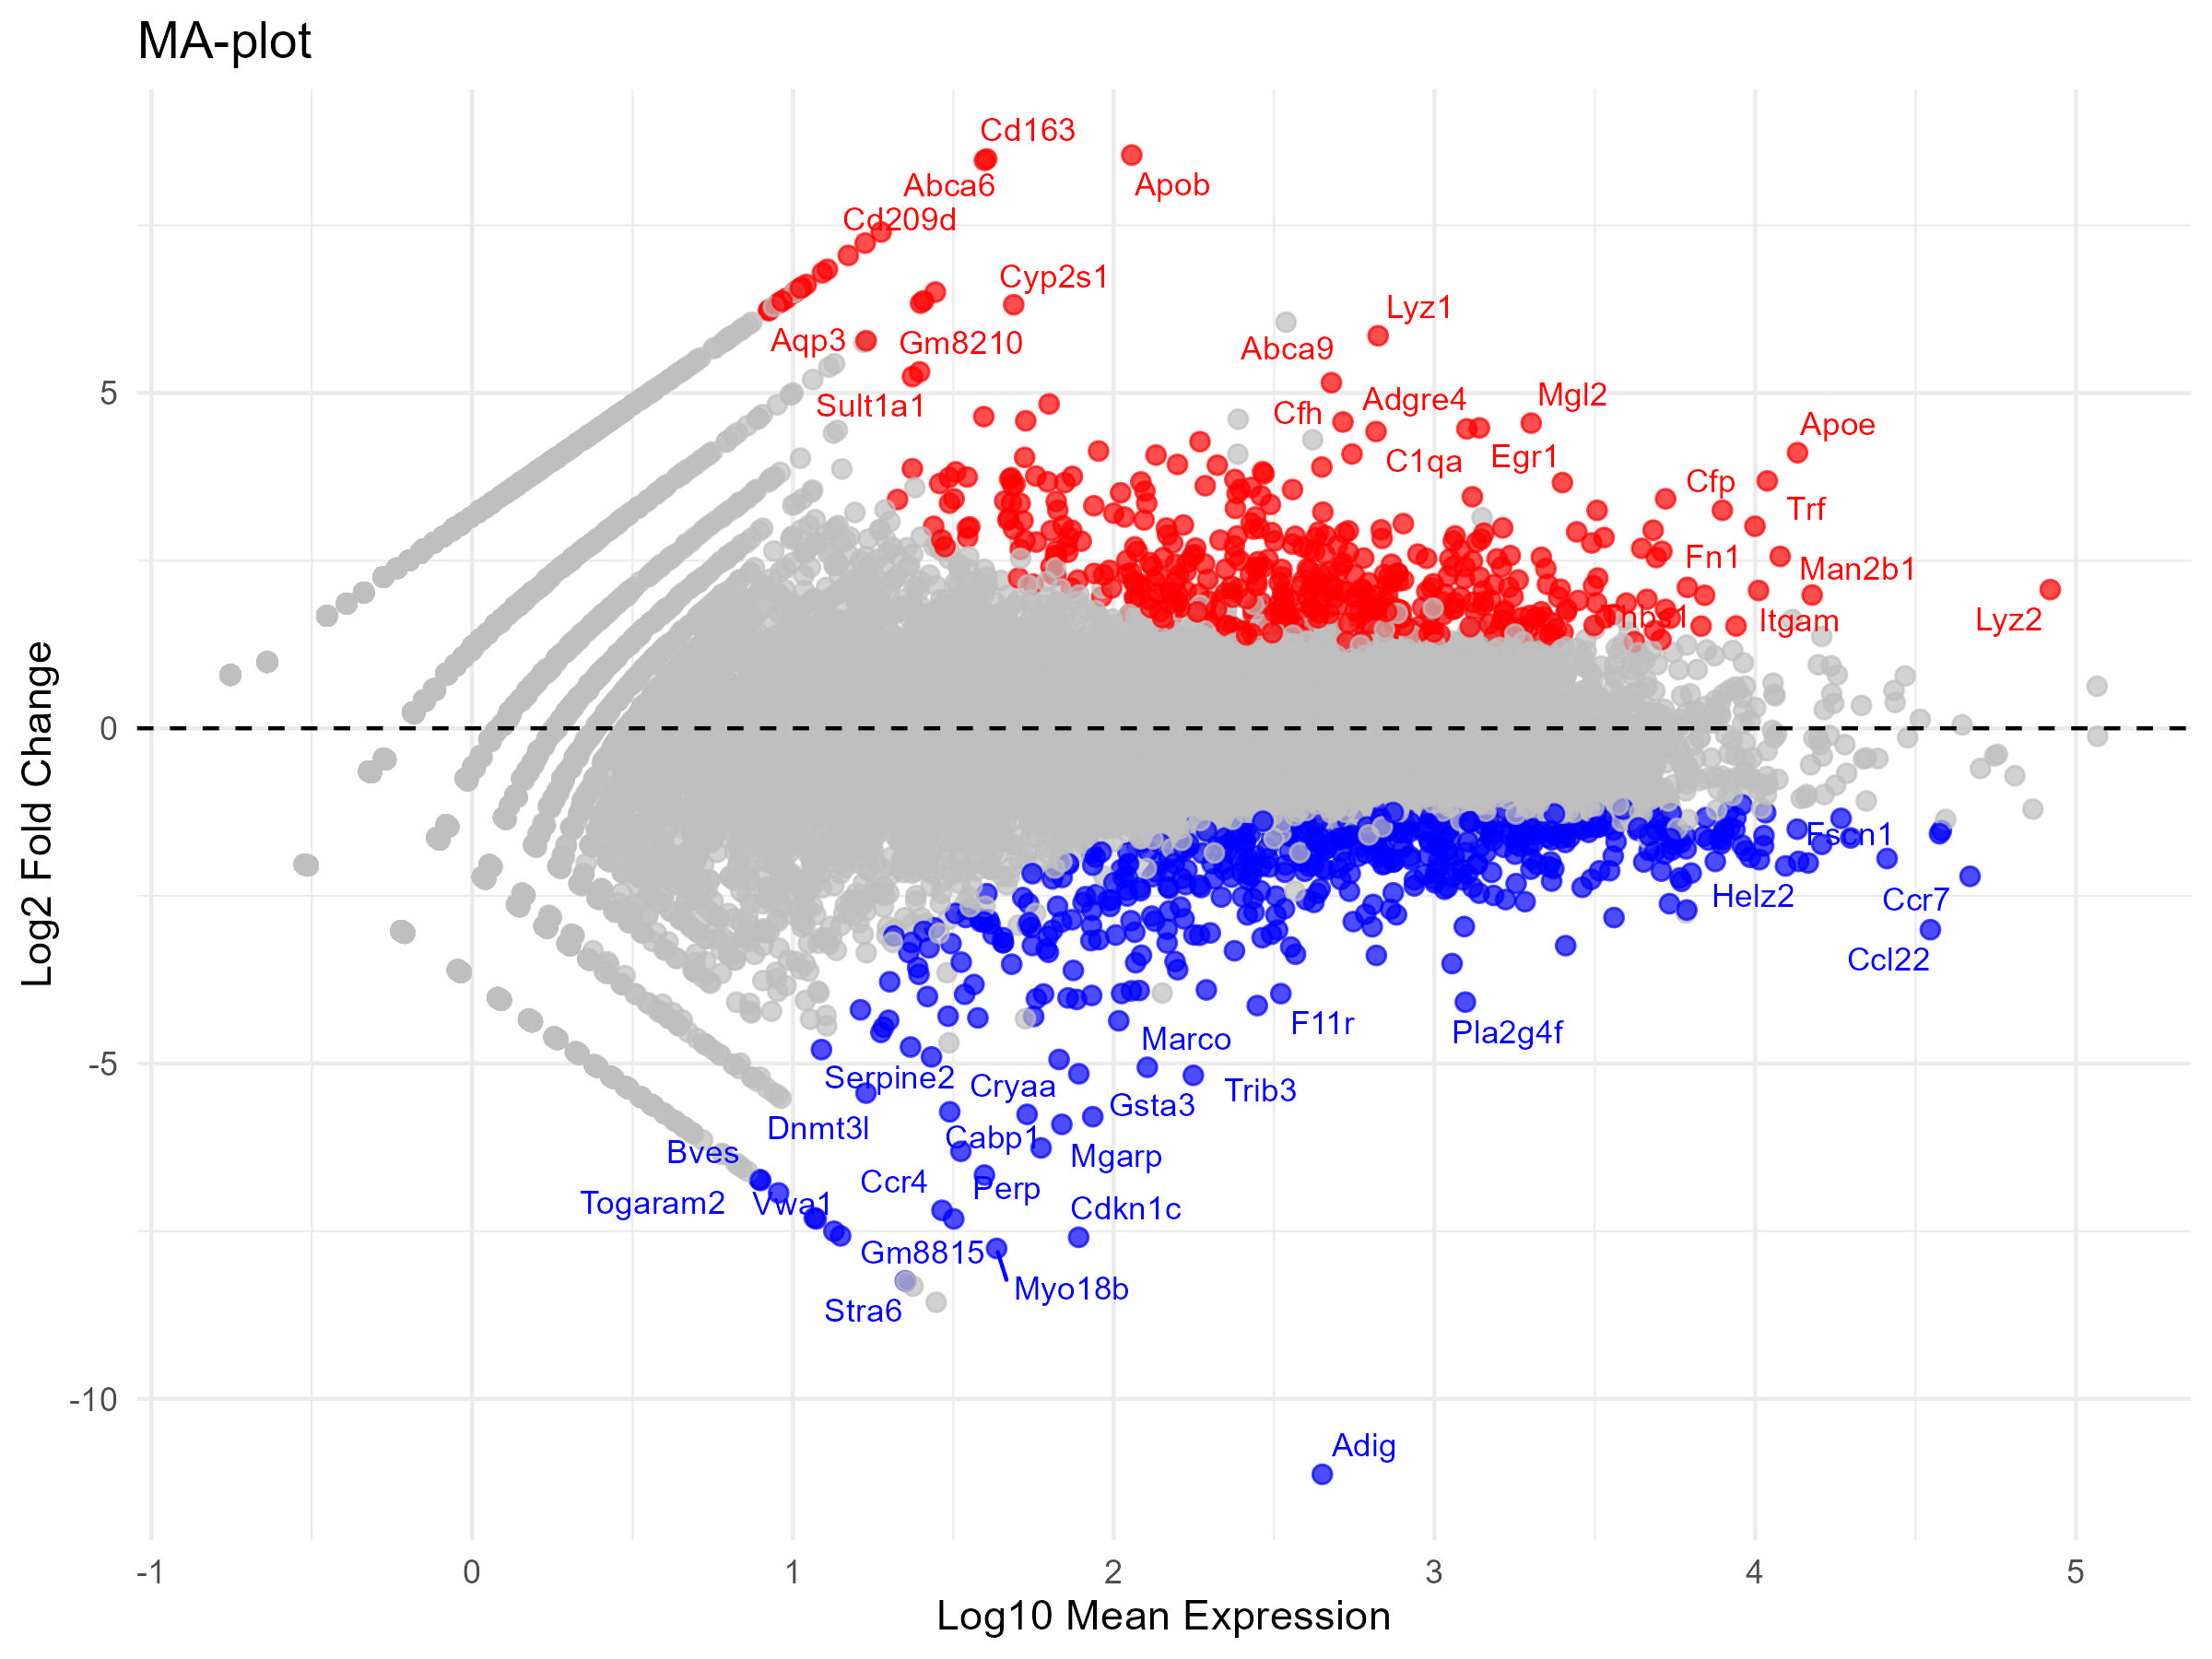 MA-plot
Cd163
Abca6
Apob
Cd209d
Cyp2s1
Lyz1
Aqp3
Gm8210
Abca9
Sult1a1
Cfh
Adgre4
Mgl2
Apoe
C1qa
Egr1
Cfp
Trf
Fn1
Man2b1
Thbs1
Itgam
Lyz2
Fscn1
Helz2
Ccr7
Ccl22
F11r
Pla2g4f
Marco
Serpine2
Cryaa
Trib3
Gsta3
Dnmt3l
Cabp1
Bves
Mgarp
Ccr4
Perp
Togaram2
Vwa1
Cdkn1c
Gm8815
Myo18b
Stra6
Adig
5
0
-5
-10
Log2 Fold Change
-1 0 1 2 3 4 5
Log10 Mean Expression